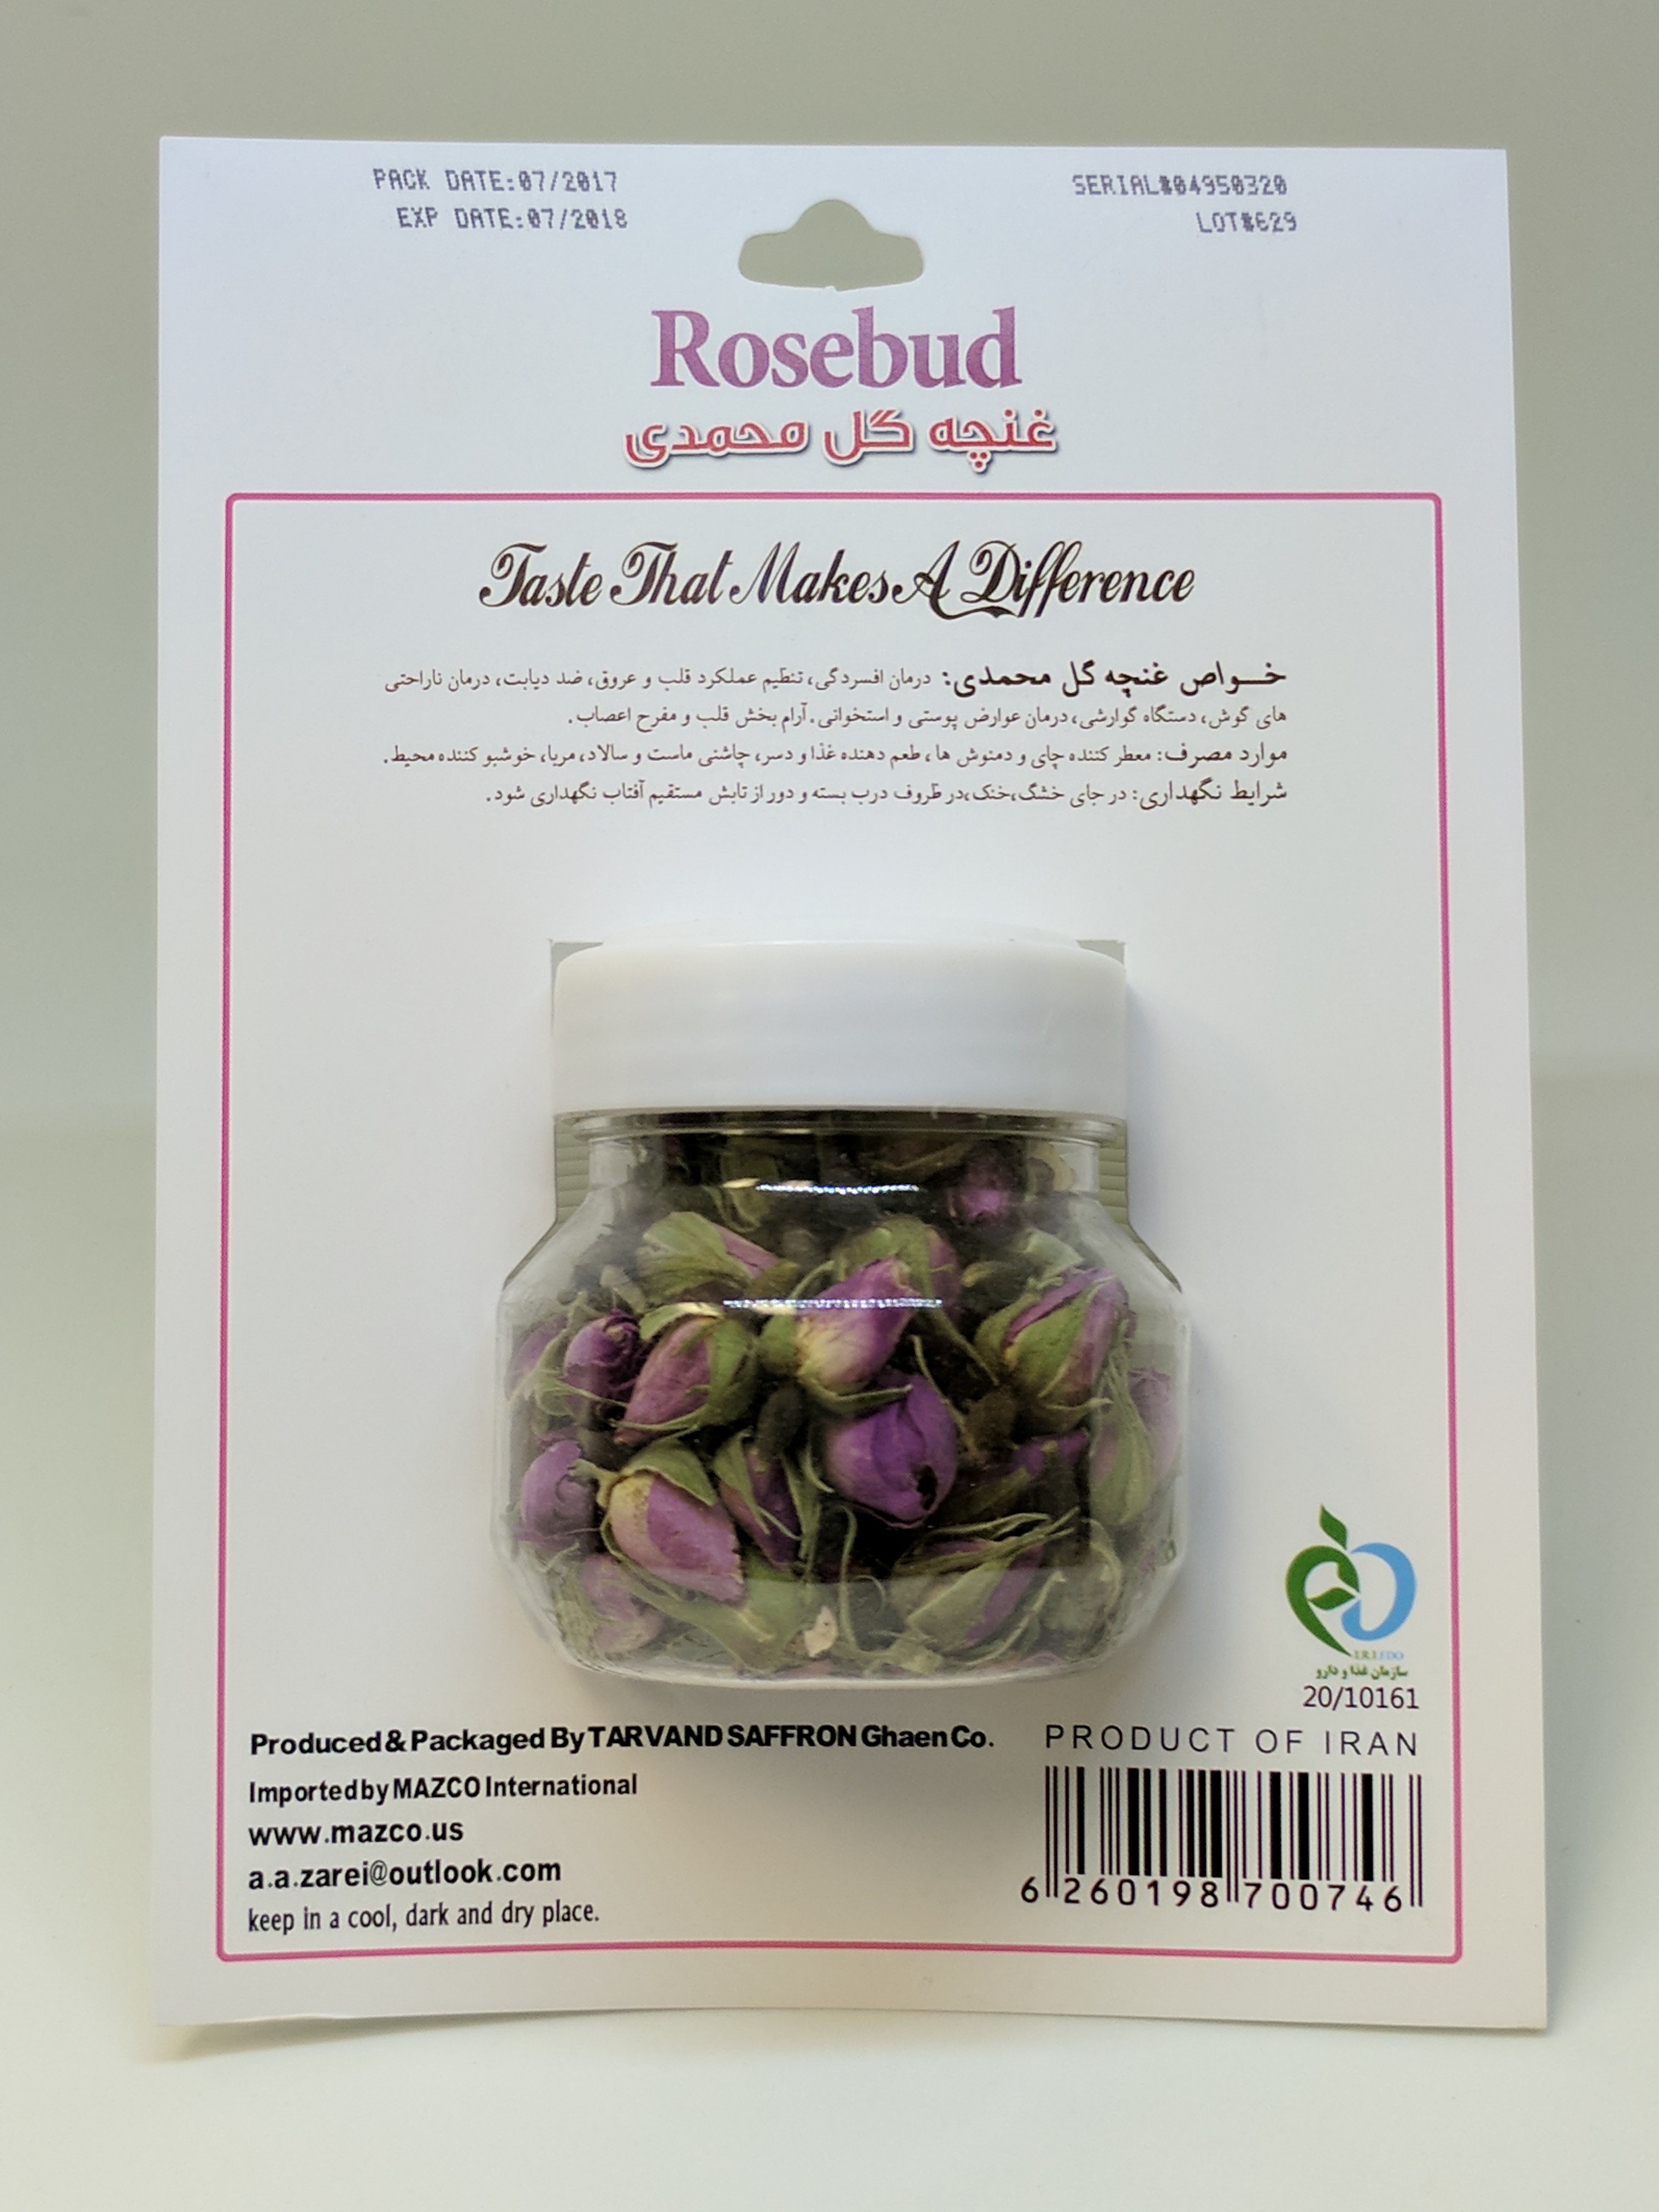 PACK DATE:07/2017
EXP DATE:07/2018
SERIAL#04950320
LOT#629
Rosebud
غنچه گل محمدی
Taste That Makes A Difference
خـــواص غنچه گل محمدی: درمان افسردگی، تنظیم عملکرد قلب و عروق، ضد دیابت، درمان ناراحتی
های گوش، دستگاه گوارشی، درمان عوارض پوستی و استخوانی. آرام بخش قلب و مفرح اعصاب.
موارد مصرف: معطر کننده چای و دمنوش ها، طعم دهنده غذا و دسر، چاشنی ماست و سالاد، مربا، خوشبو کننده محیط.
شرایط نگهداری: در جای خشگ،خنک،در ظروف درب بسته و دور از تابش مستقیم آفتاب نگهداری شود.
I.R.I.FDO
سازمان غذا و دارو
20/10161
Produced & Packaged By TARVAND SAFFRON Ghaen Co.
Imported by MAZCO International
www.mazco.us
a.a.zarei@outlook.com
keep in a cool, dark and dry place.
PRODUCT OF IRAN
6 260198 700746